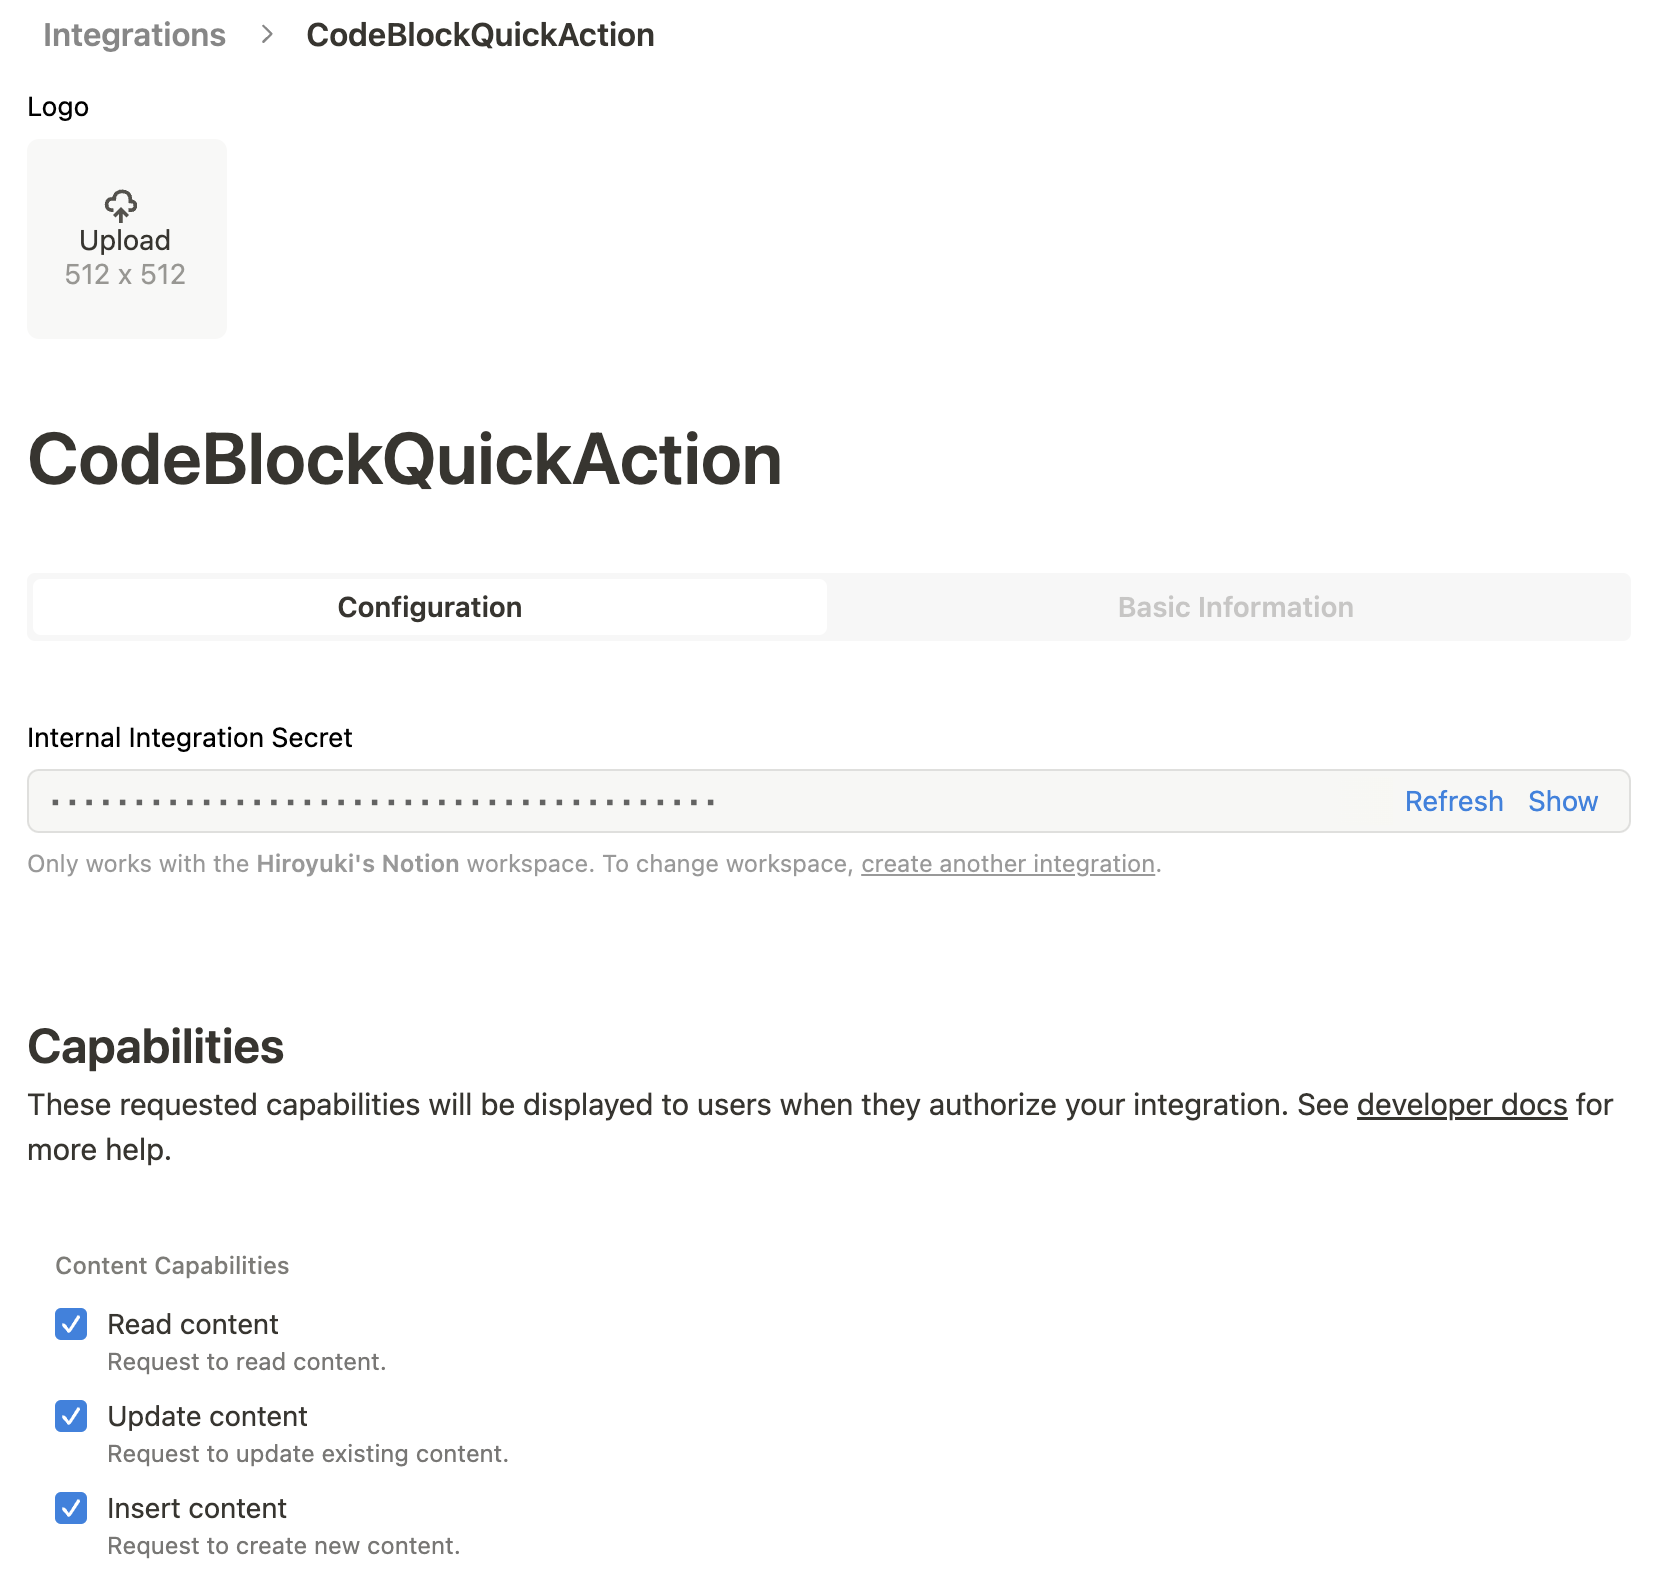 Integrations > CodeBlockQuickAction
Logo
Upload
512 x 512
CodeBlockQuickAction
Configuration Basic Information
Internal Integration Secret
Refresh Show
Only works with the Hiroyuki's Notion workspace. To change workspace, create another integration.
Capabilities
These requested capabilities will be displayed to users when they authorize your integration. See developer docs for
more help.
Content Capabilities
Read content
Request to read content.
Update content
Request to update existing content.
Insert content
Request to create new content.